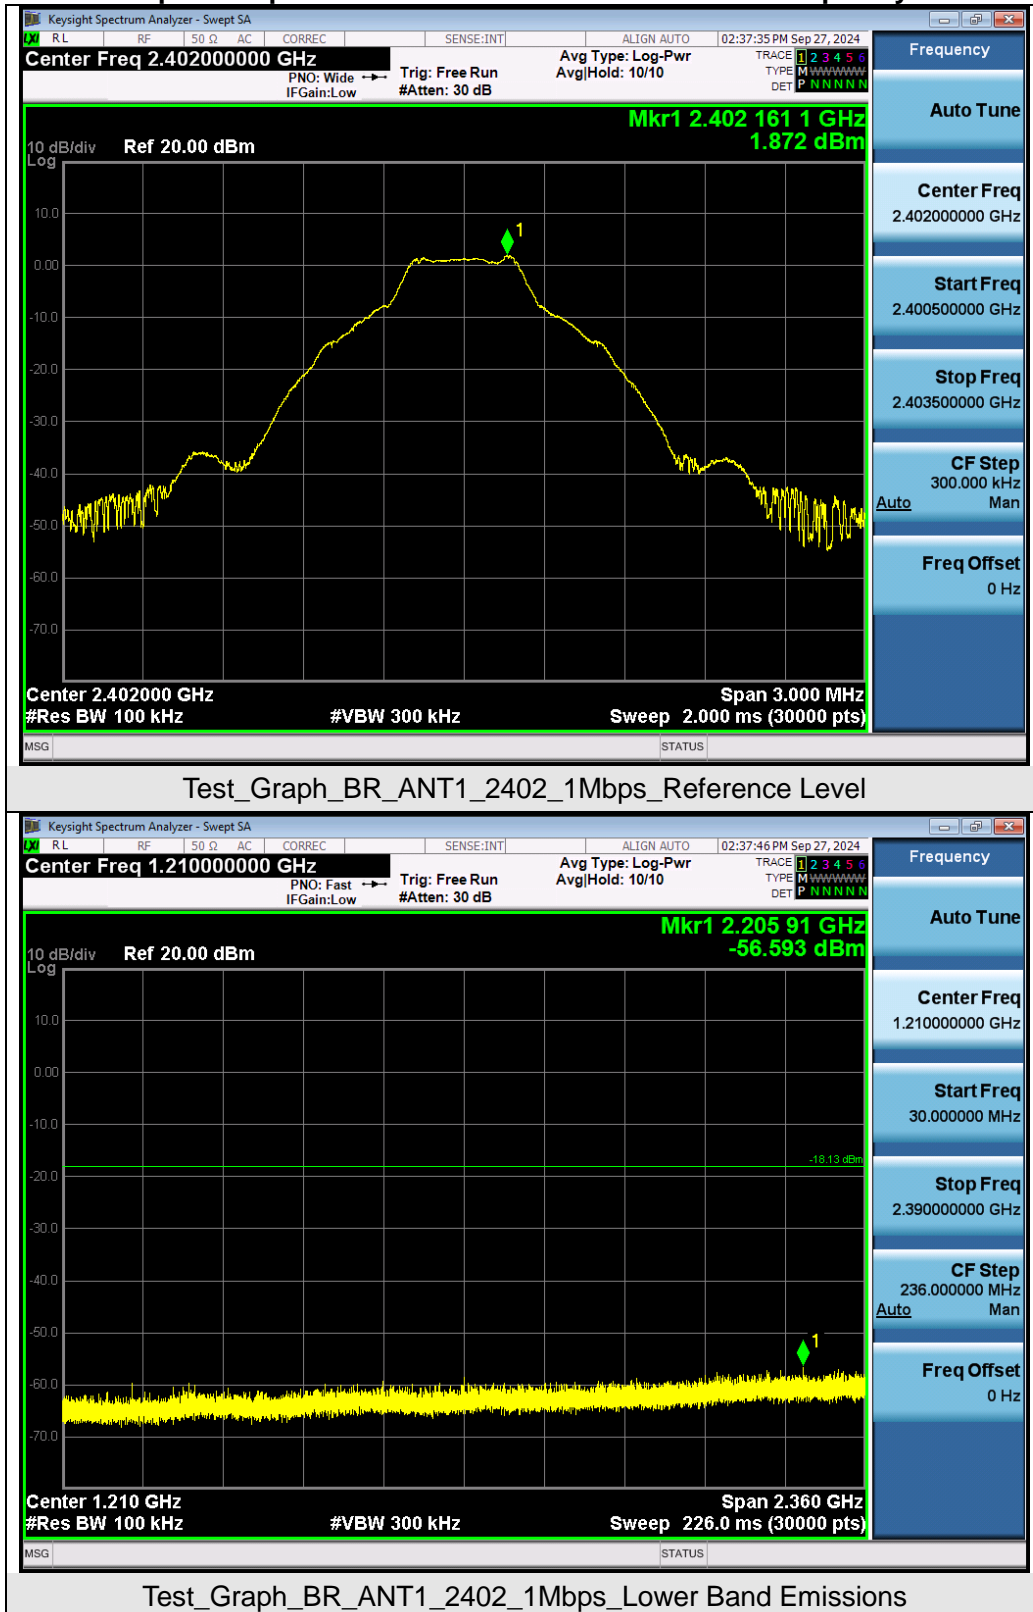 Keysight Spectrum Analyzer - Swept SA
LXI RL RF 50 Ω AC CORREC SENSE:INT ALIGN AUTO 02:37:35 PM Sep 27, 2024
Center Freq 2.402000000 GHz
PNO: Wide
IFGain:Low
Trig: Free Run
#Atten: 30 dB
Avg Type: Log-Pwr
Avg|Hold: 10/10
TRACE 1 2 3 4 5 6
TYPE M WWWWW
DET P N N N N N
Frequency
Mkr1 2.402 161 1 GHz
1.872 dBm
10 dB/div Ref 20.00 dBm
Log
10.0
0.00
-10.0
-20.0
-30.0
-40.0
-50.0
-60.0
-70.0
1
Center 2.402000 GHz Span 3.000 MHz
#Res BW 100 kHz #VBW 300 kHz Sweep 2.000 ms (30000 pts)
MSG STATUS
Auto Tune
Center Freq
2.402000000 GHz
Start Freq
2.400500000 GHz
Stop Freq
2.403500000 GHz
CF Step
300.000 kHz
Auto Man
Freq Offset
0 Hz
Test_Graph_BR_ANT1_2402_1Mbps_Reference Level
Keysight Spectrum Analyzer - Swept SA
LXI RL RF 50 Ω AC CORREC SENSE:INT ALIGN AUTO 02:37:46 PM Sep 27, 2024
Center Freq 1.210000000 GHz
PNO: Fast
IFGain:Low
Trig: Free Run
#Atten: 30 dB
Avg Type: Log-Pwr
Avg|Hold: 10/10
TRACE 1 2 3 4 5 6
TYPE M WWWWW
DET P N N N N N
Frequency
Mkr1 2.205 91 GHz
-56.593 dBm
10 dB/div Ref 20.00 dBm
Log
10.0
0.00
-10.0
-18.13 dBm
-20.0
-30.0
-40.0
-50.0
-60.0
-70.0
1
Center 1.210 GHz Span 2.360 GHz
#Res BW 100 kHz #VBW 300 kHz Sweep 226.0 ms (30000 pts)
MSG STATUS
Auto Tune
Center Freq
1.210000000 GHz
Start Freq
30.000000 MHz
Stop Freq
2.390000000 GHz
CF Step
236.000000 MHz
Auto Man
Freq Offset
0 Hz
Test_Graph_BR_ANT1_2402_1Mbps_Lower Band Emissions